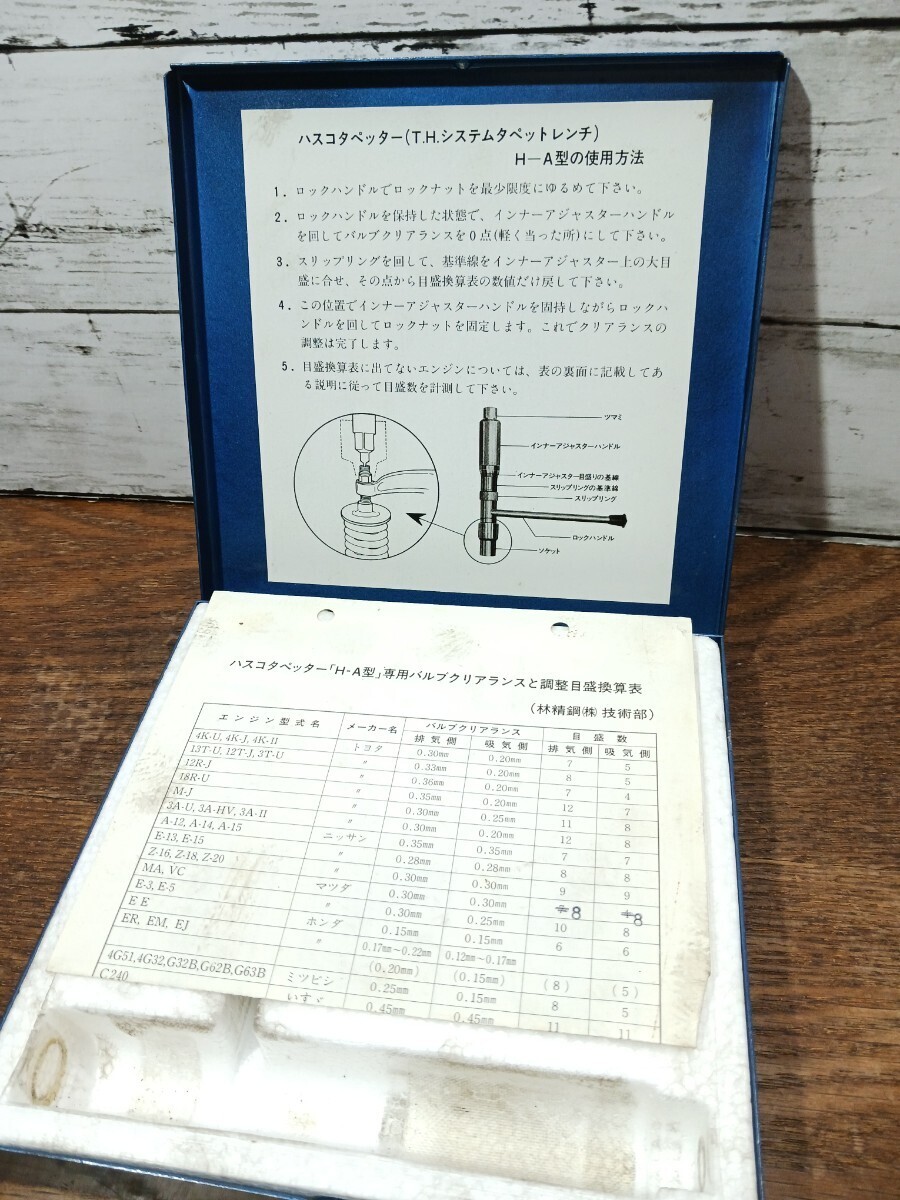 ハスコタペッター(T.H.システムタペットレンチ)
H―A型の使用方法
1. ロックハンドルでロックナットを最少限度にゆるめて下さい。
2. ロックハンドルを保持した状態で、インナーアジャスターハンドル
を回してバルブクリアランスを0点(軽く当った所)にして下さい。
3. スリップリングを回して、基準線をインナーアジャスター上の大目
盛に合せ、その点から目盛換算表の数値だけ戻して下さい。
4. この位置でインナーアジャスターハンドルを固持しながらロックハ
ンドルを回してロックナットを固定します。これでクリアランスの
調整は完了します。
5. 目盛換算表に出てないエンジンについては、表の裏面に記載してあ
る説明に従って目盛数を計測して下さい。
ツマミ
インナーアジャスターハンドル
インナーアジャスター目盛りの基線
スリップリングの基準線
スリップリング
ロックハンドル
ソケット
ハスコタペッター「H-A型」専用バルブクリアランスと調整目盛換算表
(林精鋼㈱技術部)
エンジン型式名 メーカー名 バルブクリアランス 目盛数
排気側 吸気側 排気側 吸気側
4K-U, 4K-J, 4K-II トヨタ 0.30mm 0.20mm 7 5
13T-U, 12T-J, 3T-U 〃 0.33mm 0.20mm 8 5
12R-J 〃 0.36mm 0.20mm 7 4
18R-U 〃 0.35mm 0.20mm 12 7
M-J 〃 0.30mm 0.25mm 11 8
3A-U, 3A-HV, 3A-II 〃 0.30mm 0.20mm 12 8
A-12, A-14, A-15 ニッサン 0.35mm 0.35mm 7 7
E-13, E-15 〃 0.28mm 0.28mm 8 8
Z-16, Z-18, Z-20 〃 0.30mm 0.30mm 9 9
MA, VC マツダ 0.30mm 0.30mm 8 8
E-3, E-5 〃 0.30mm 0.25mm 10 8
E E ホンダ 0.15mm 0.15mm 6 6
ER, EM, EJ 〃 0.17mm~0.22mm 0.12mm~0.17mm
(0.20mm) (0.15mm) (8) (5)
4G51, 4G32, G32B, G62B, G63B ミツビシ 0.25mm 0.15mm 8 5
C240 いすゞ 0.45mm 0.45mm 11 11